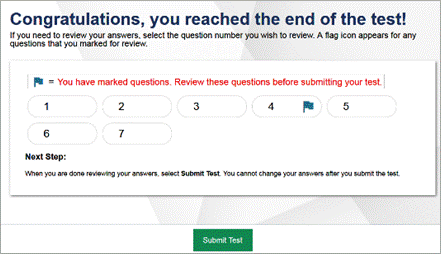 Congratulations, you reached the end of the test!
If you need to review your answers, select the question number you wish to review. A flag icon appears for any
questions that you marked for review.
= You have marked questions. Review these questions before submitting your test.
1 2 3 4 5
6 7
Next Step:
When you are done reviewing your answers, select Submit Test. You cannot change your answers after you submit the test.
Submit Test